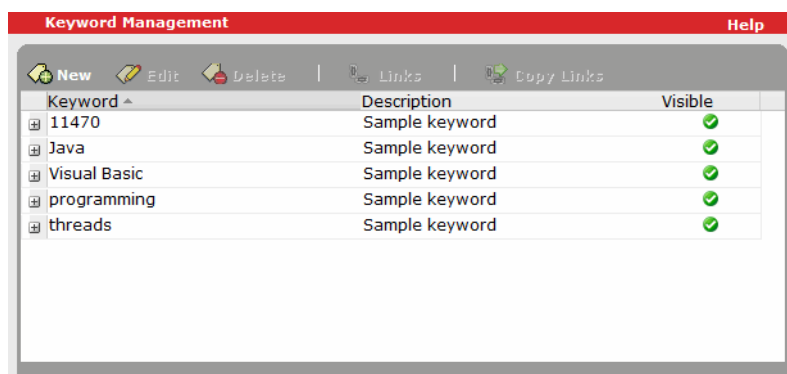 Keyword Management Help
New Edit Delete Links Copy Links
Keyword Description Visible
11470 Sample keyword
Java Sample keyword
Visual Basic Sample keyword
programming Sample keyword
threads Sample keyword